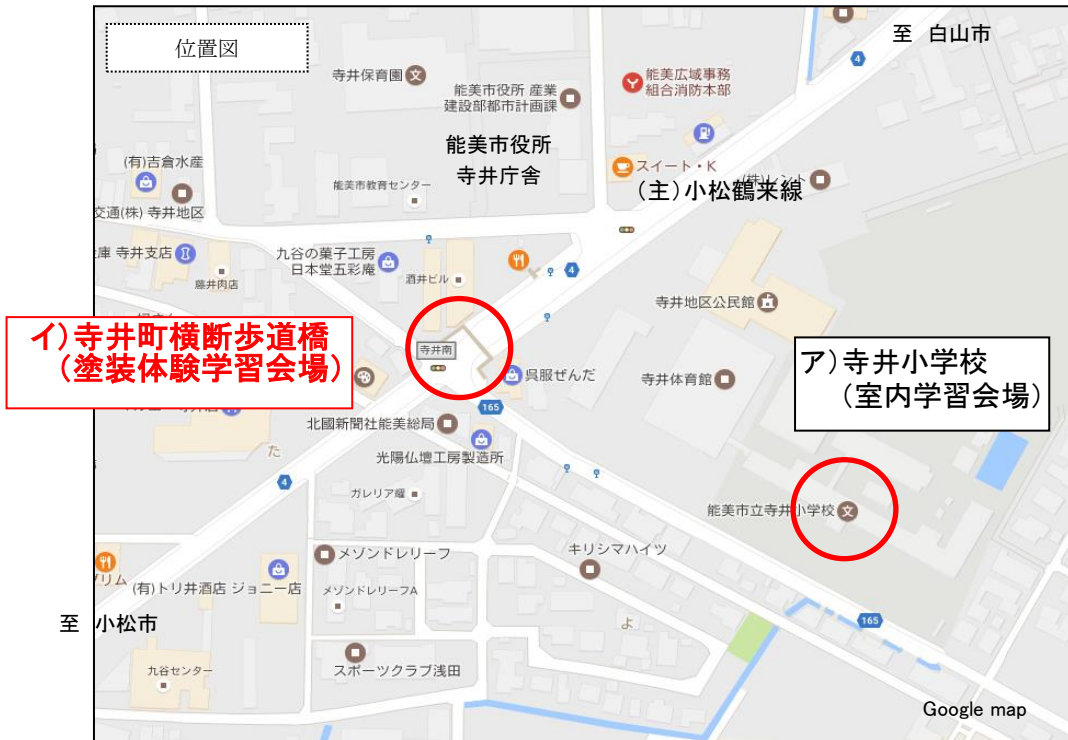 位置図
至 白山市
4
寺井保育園
能美市役所 産業
建設部都市計画課
能美広域事務
組合消防本部
能美市役所
寺井庁舎
スイート・K
(主)小松鶴来線
(有)吉倉水産
能美市教育センター
交通(株) 寺井地区
庫 寺井支店
九谷の菓子工房
日本堂五彩庵
藤井肉店
酒井ビル
4
寺井地区公民館
イ)寺井町横断歩道橋
(塗装体験学習会場)
寺井南
ア)寺井小学校
(室内学習会場)
呉服ぜんだ
寺井体育館
165
北國新聞社能美総局
光陽仏壇工房製造所
た
4
ガレリア曜
能美市立寺井小学校
メゾンドレリーフ
キリシマハイツ
グリム
(有)トリ井酒店 ジョニー店
メゾンドレリーフA
至 小松市
よ
165
九谷センター
スポーツクラブ浅田
Google map